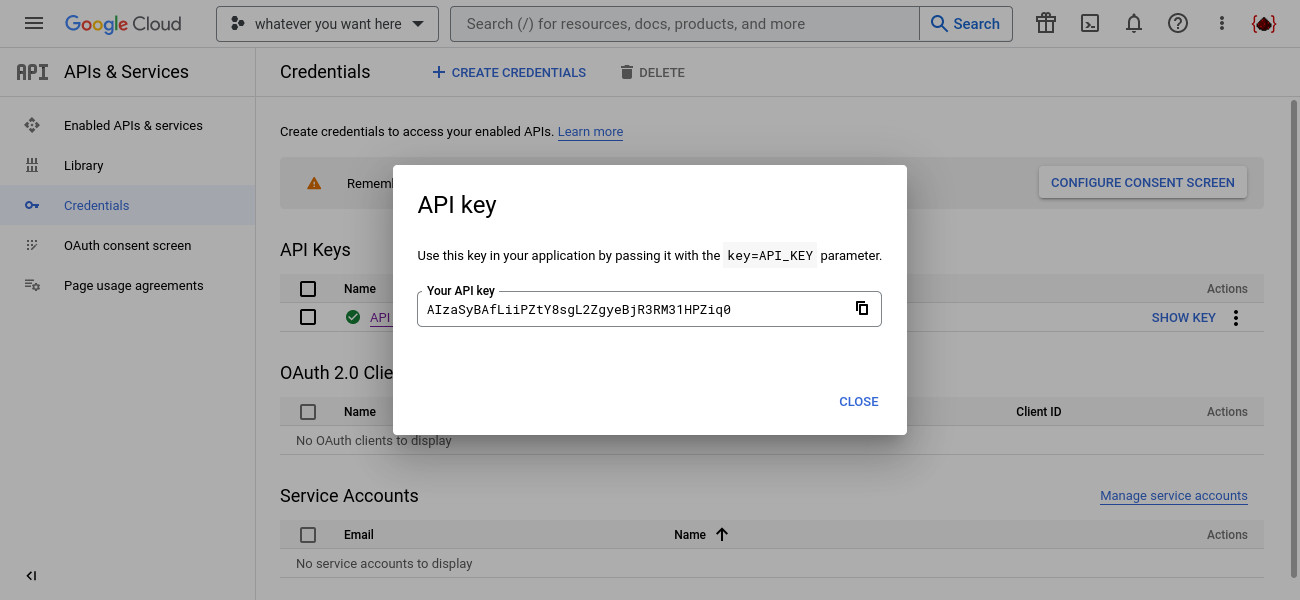 Google Cloud
whatever you want here
Search (/) for resources, docs, products, and more
Search
API APIs & Services
Credentials
CREATE CREDENTIALS
DELETE
Enabled APIs & services
Library
Credentials
OAuth consent screen
Page usage agreements
Create credentials to access your enabled APIs. Learn more
CONFIGURE CONSENT SCREEN
API key
Use this key in your application by passing it with the key=API_KEY parameter.
Your API key
AIzaSyBAfLiiPZtY8sgL2ZgyeBjR3RM31HPZiq0
CLOSE
API Keys
Name Actions
API SHOW KEY
OAuth 2.0
Name Client ID Actions
No OAuth clients to display
Service Accounts
Manage service accounts
Email Name Actions
No service accounts to display